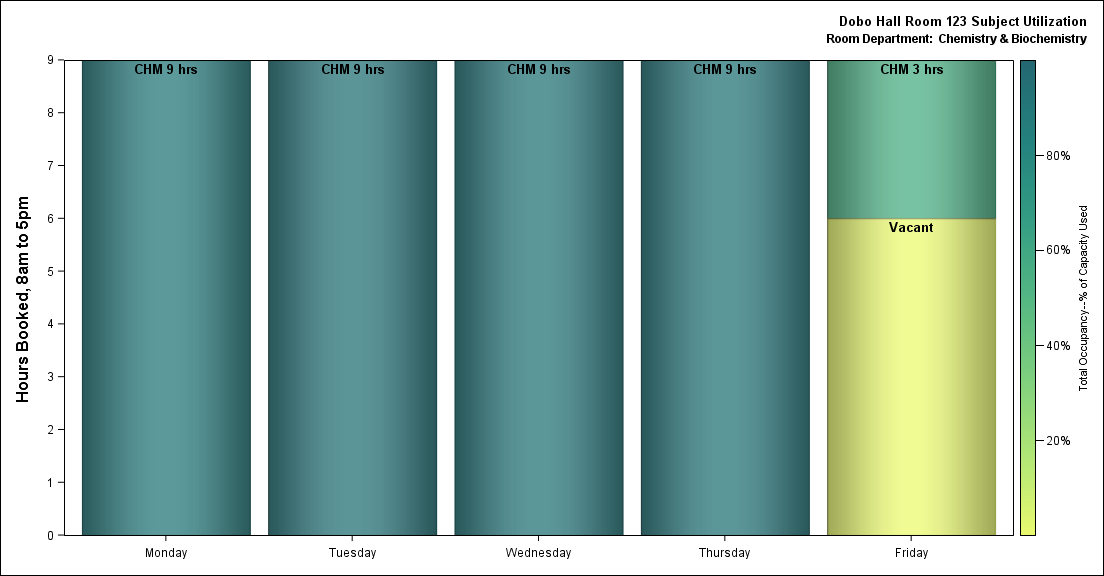 Dobo Hall Room 123 Subject Utilization
Room Department: Chemistry & Biochemistry
Hours Booked, 8am to 5pm
9
8
7
6
5
4
3
2
1
0
CHM 9 hrs
CHM 9 hrs
CHM 9 hrs
CHM 9 hrs
CHM 3 hrs
Vacant
Monday
Tuesday
Wednesday
Thursday
Friday
80%
60%
40%
20%
Total Occupancy--% of Capacity Used